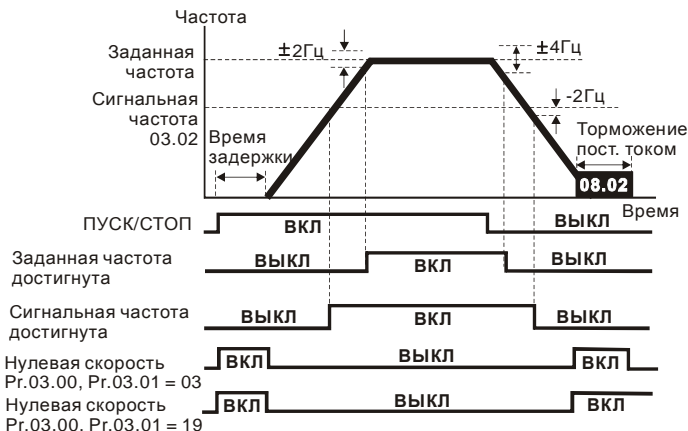 Частота
Заданная
частота
±2Гц
±4Гц
Сигнальная
частота
03.02
-2Гц
Время
задержки
Торможение
пост. током
08.02
Время
ПУСК/СТОП
ВКЛ
ВЫКЛ
Заданная частота
достигнута
ВЫКЛ
ВКЛ
ВЫКЛ
Сигнальная частота
достигнута
ВЫКЛ
ВКЛ
ВЫКЛ
Нулевая скорость
Pr.03.00, Pr.03.01 = 03
ВКЛ
ВЫКЛ
ВКЛ
Нулевая скорость
Pr.03.00, Pr.03.01 = 19
ВКЛ
ВЫКЛ
ВКЛ